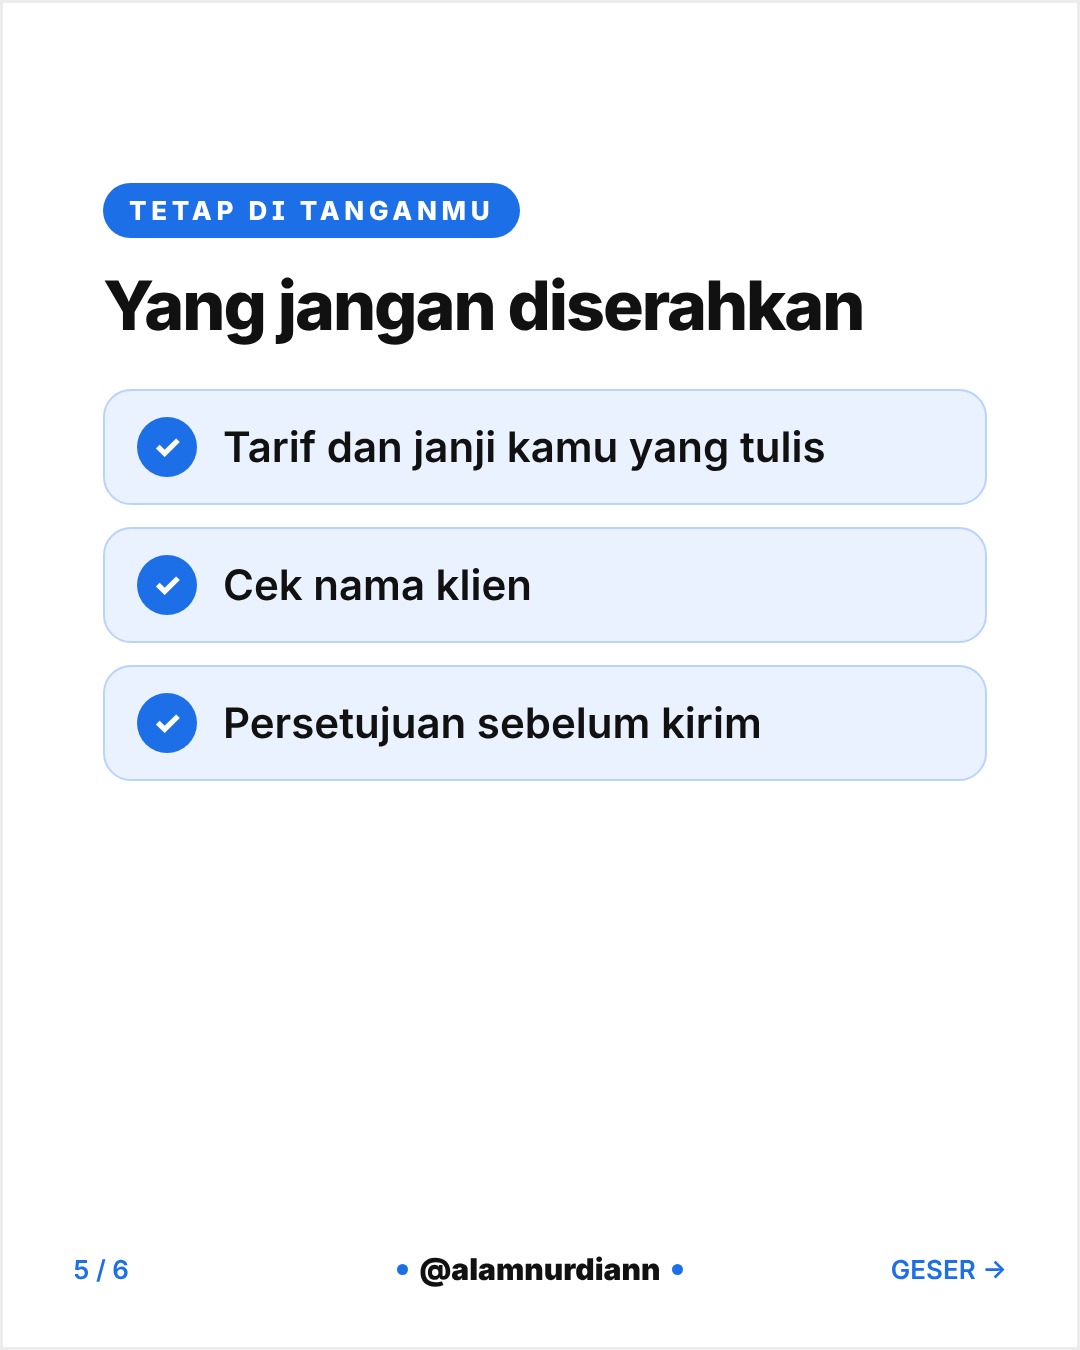 TETAP DI TANGANMU
Yang jangan diserahkan
Tarif dan janji kamu yang tulis
Cek nama klien
Persetujuan sebelum kirim
5 / 6
• @alamnurdiann •
GESER →